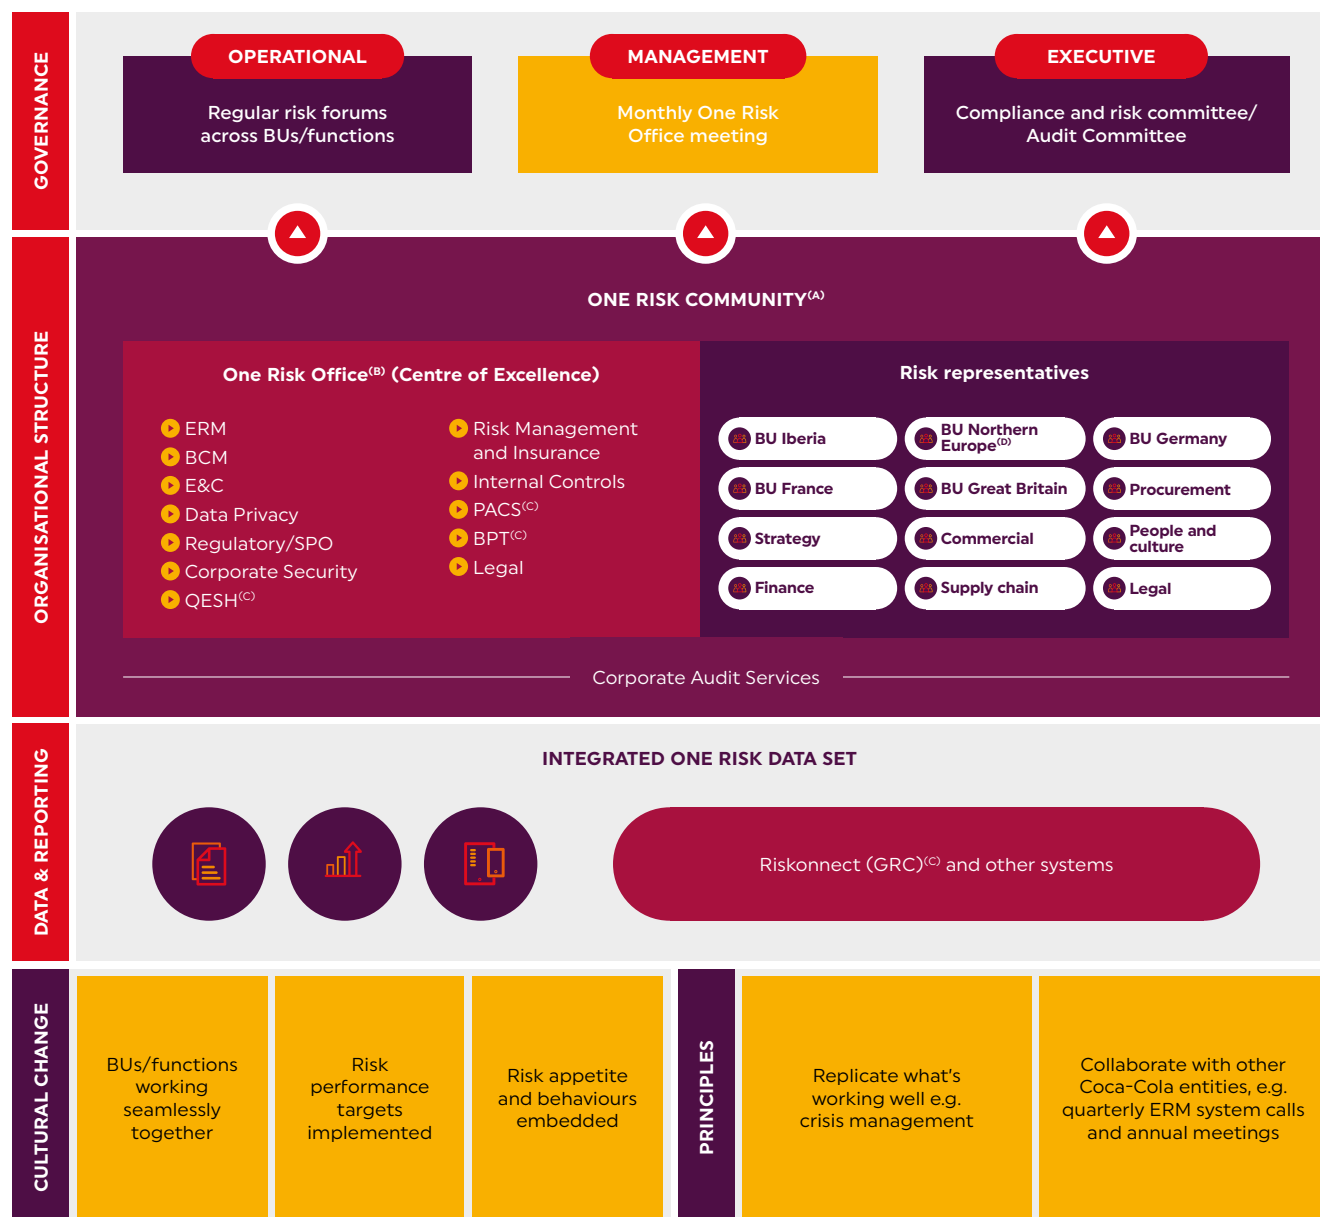 GOVERNANCE
OPERATIONAL
Regular risk forums
across BUs/functions
MANAGEMENT
Monthly One Risk
Office meeting
EXECUTIVE
Compliance and risk committee/
Audit Committee
ORGANISATIONAL STRUCTURE
ONE RISK COMMUNITY(A)
One Risk Office(B) (Centre of Excellence)
ERM
BCM
E&C
Data Privacy
Regulatory/SPO
Corporate Security
QESH(C)
Risk Management
and Insurance
Internal Controls
PACS(C)
BPT(C)
Legal
Risk representatives
BU Iberia
BU Northern
Europe(D)
BU Germany
BU France
BU Great Britain
Procurement
Strategy
Commercial
People and
culture
Finance
Supply chain
Legal
Corporate Audit Services
DATA & REPORTING
INTEGRATED ONE RISK DATA SET
Riskonnect (GRC)(C) and other systems
CULTURAL CHANGE
BUs/functions
working
seamlessly
together
Risk
performance
targets
implemented
Risk appetite
and behaviours
embedded
PRINCIPLES
Replicate what's
working well e.g.
crisis management
Collaborate with other
Coca-Cola entities, e.g.
quarterly ERM system calls
and annual meetings